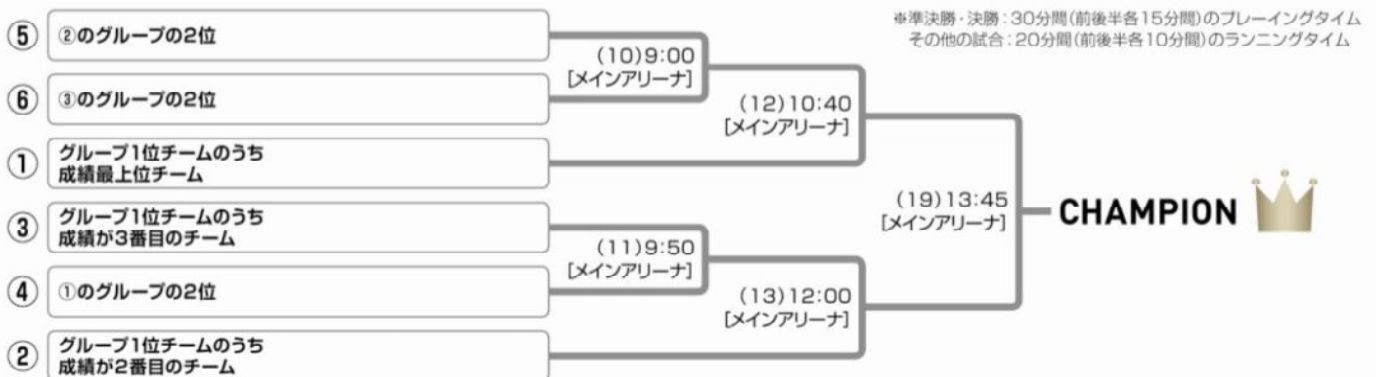 ※準決勝・決勝：30分間(前後半各15分間)のプレーイングタイム
その他の試合：20分間(前後半各10分間)のランニングタイム
⑤ ②のグループの2位
(10)9:00
[メインアリーナ]
⑥ ③のグループの2位
(12)10:40
[メインアリーナ]
① グループ1位チームのうち
成績最上位チーム
(19)13:45
[メインアリーナ]
CHAMPION
③ グループ1位チームのうち
成績が3番目のチーム
(11)9:50
[メインアリーナ]
④ ①のグループの2位
(13)12:00
[メインアリーナ]
② グループ1位チームのうち
成績が2番目のチーム